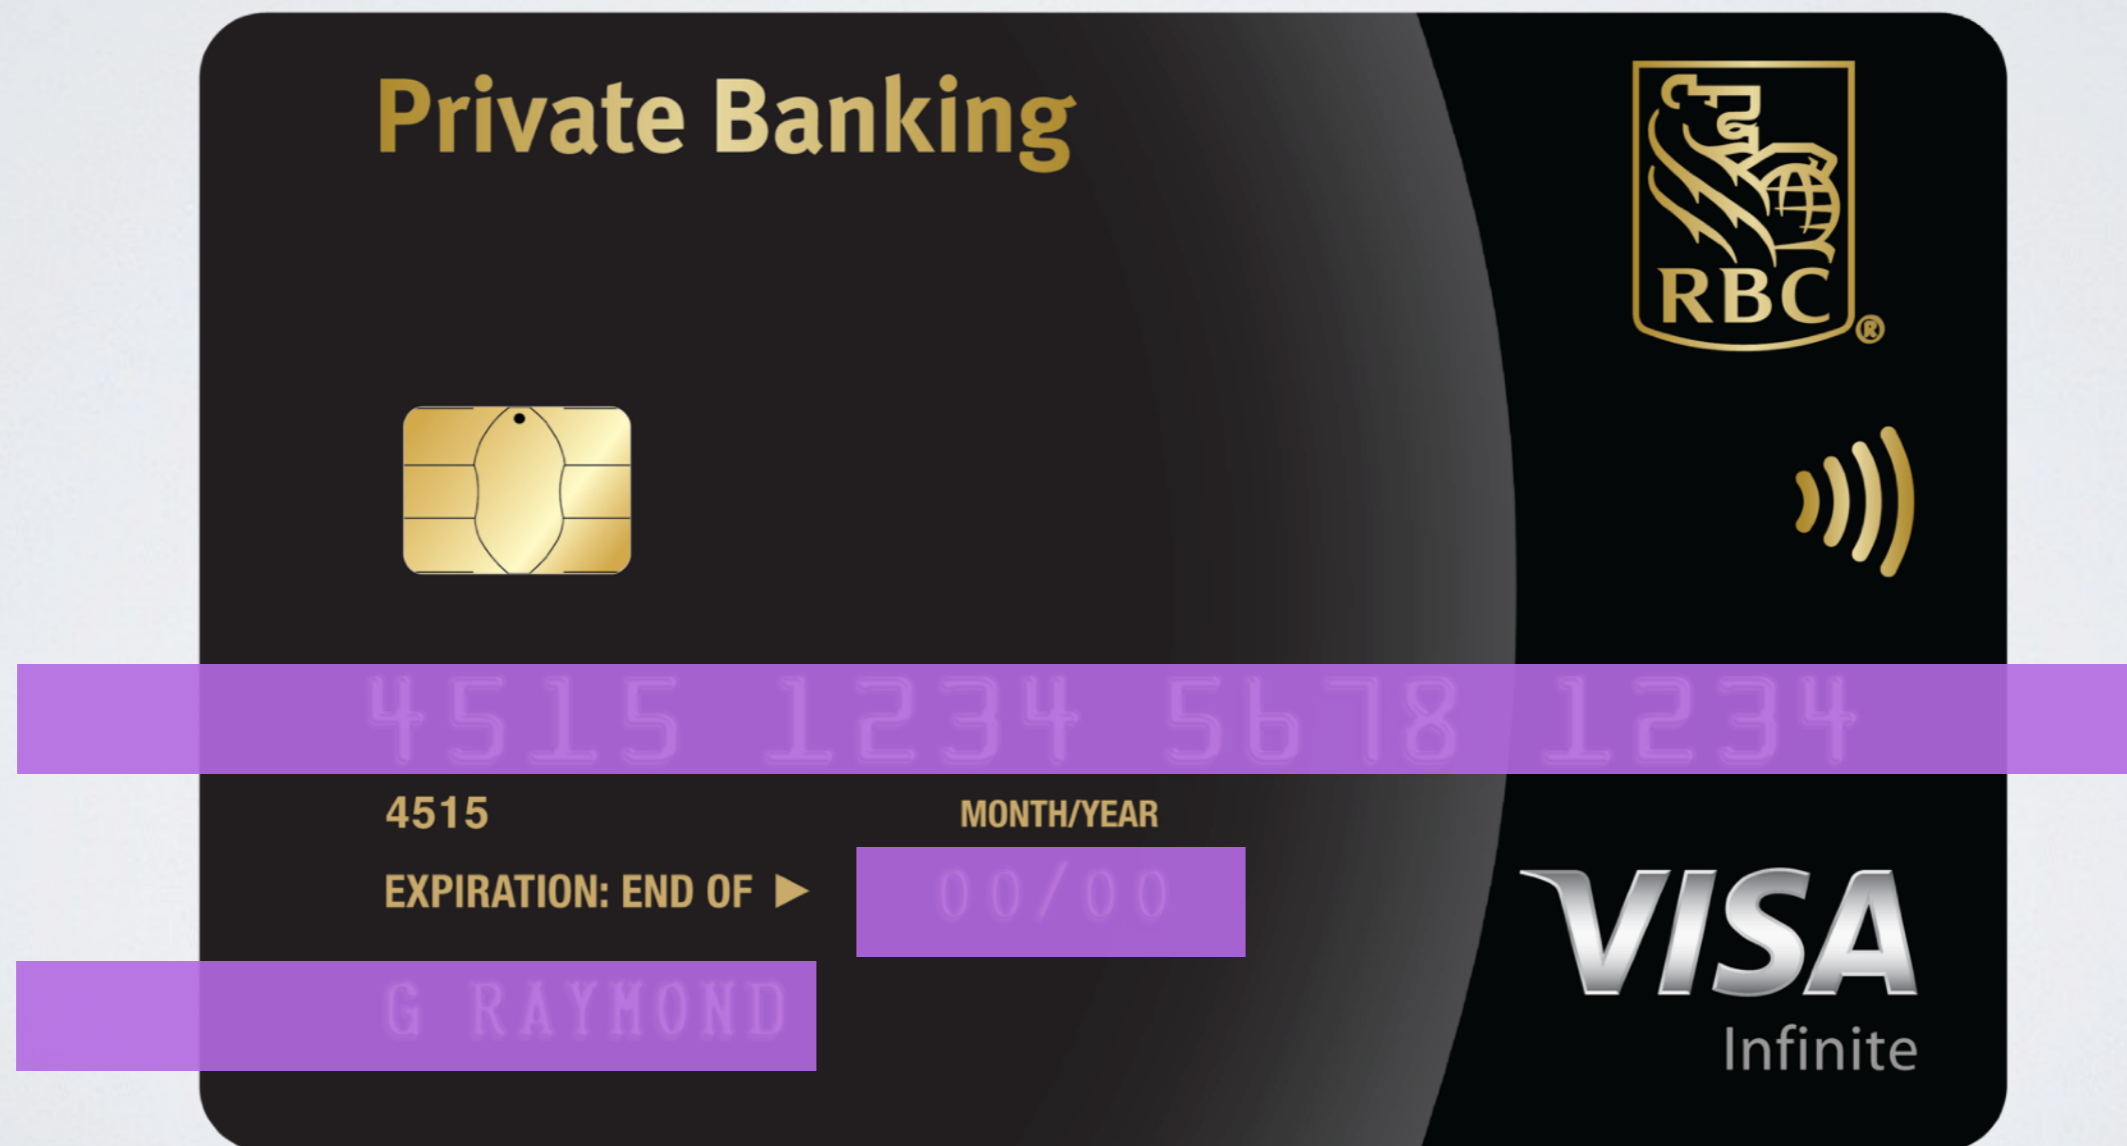 Private Banking
RBC®
4515 1234 5678 1234
4515 MONTH/YEAR
EXPIRATION: END OF ▶ 00/00
G RAYMOND
VISA
Infinite